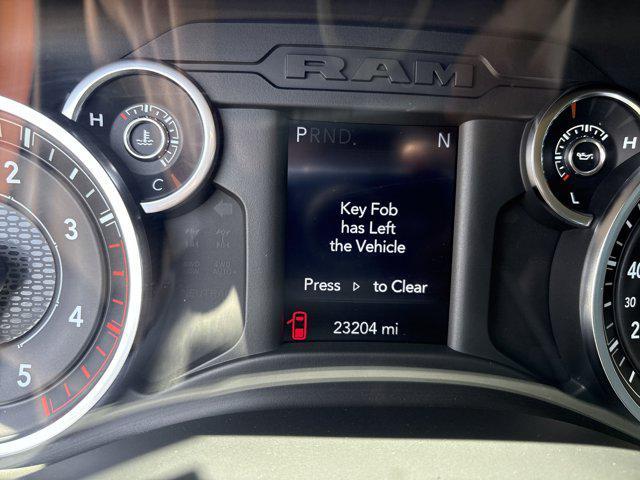 RAM
H
C
PRND
N
Key Fob
has Left
the Vehicle
Press ▷ to Clear
23204 mi
2
3
4
5
H
L
40
30
2